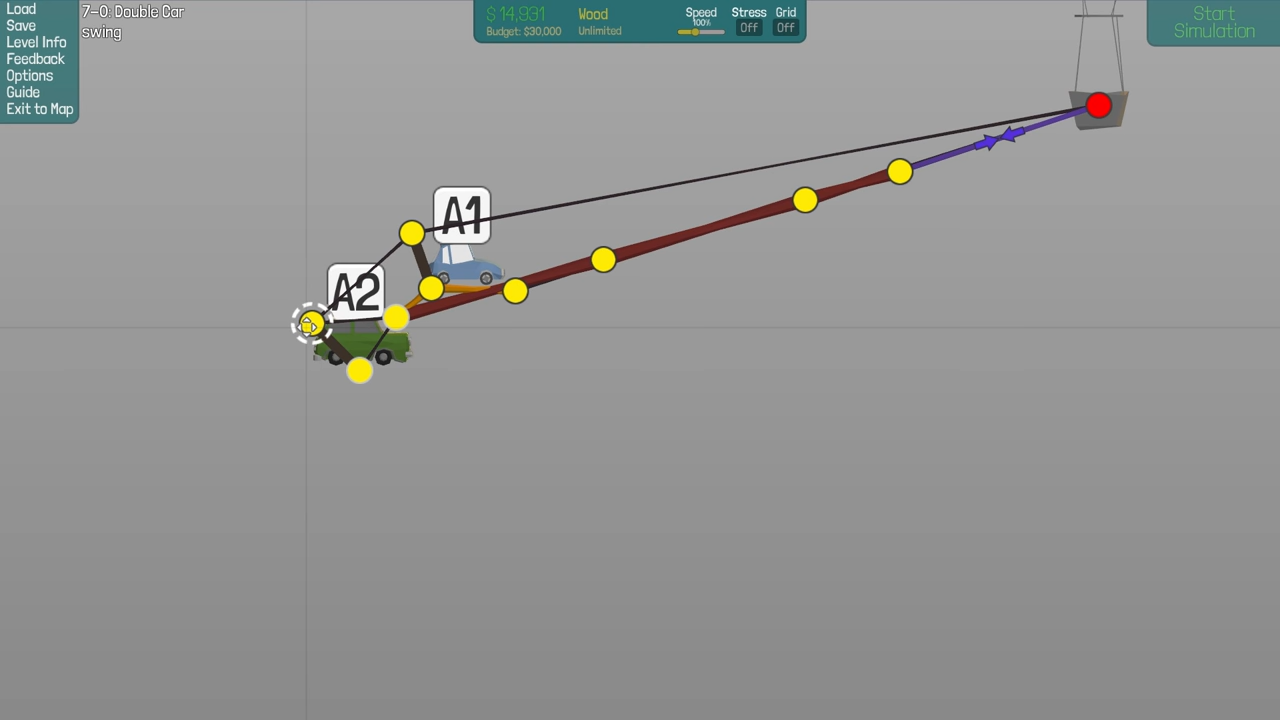 Load
Save
Level Info
Feedback
Options
Guide
Exit to Map
7-0: Double Car
swing
$ 14,931
Budget: $30,000
Wood
Unlimited
Speed
100%
Stress
Off
Grid
Off
Start
Simulation
A1
A2